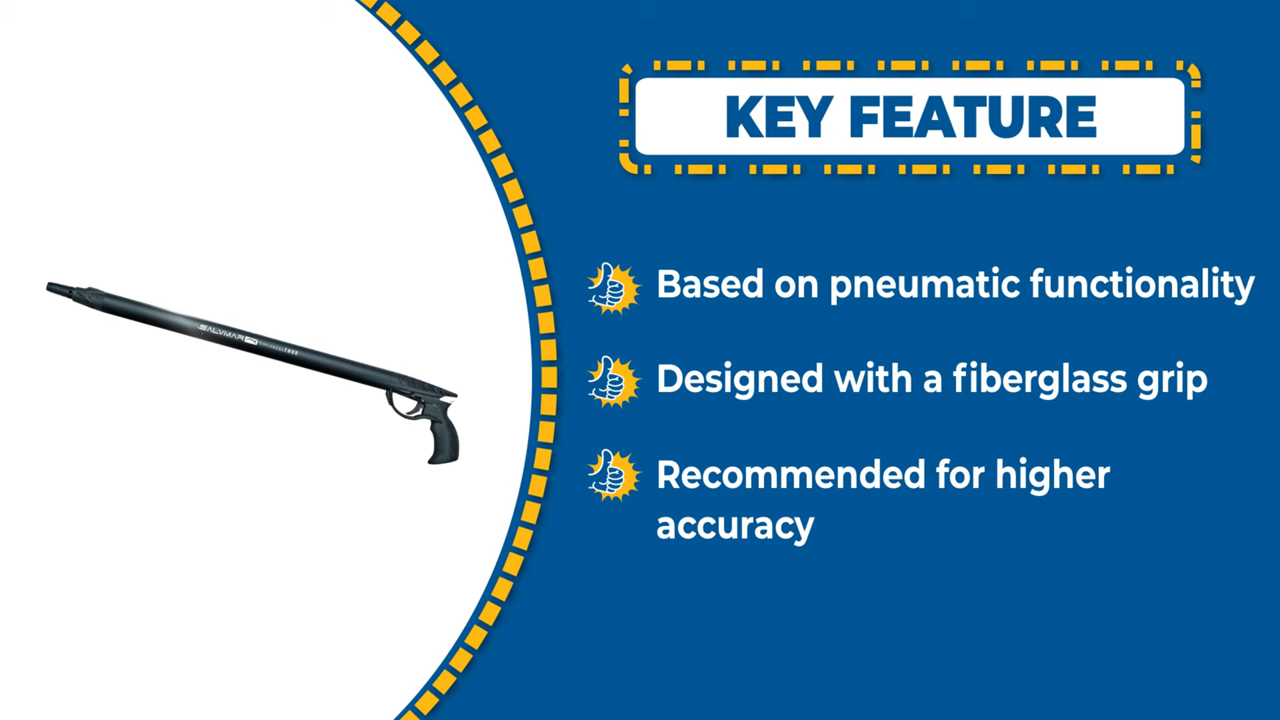 KEY FEATURE
Based on pneumatic functionality
Designed with a fiberglass grip
Recommended for higher
accuracy
SALVIMAR